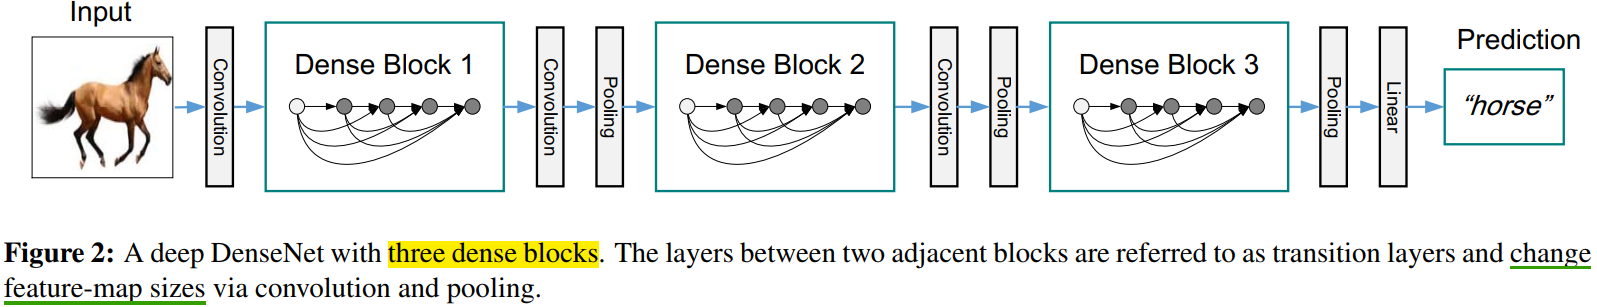 Input
Prediction
Convolution
Dense Block 1
Convolution
Pooling
Dense Block 2
Convolution
Pooling
Dense Block 3
Pooling
Linear
“horse”
Figure 2: A deep DenseNet with three dense blocks. The layers between two adjacent blocks are referred to as transition layers and change
feature-map sizes via convolution and pooling.